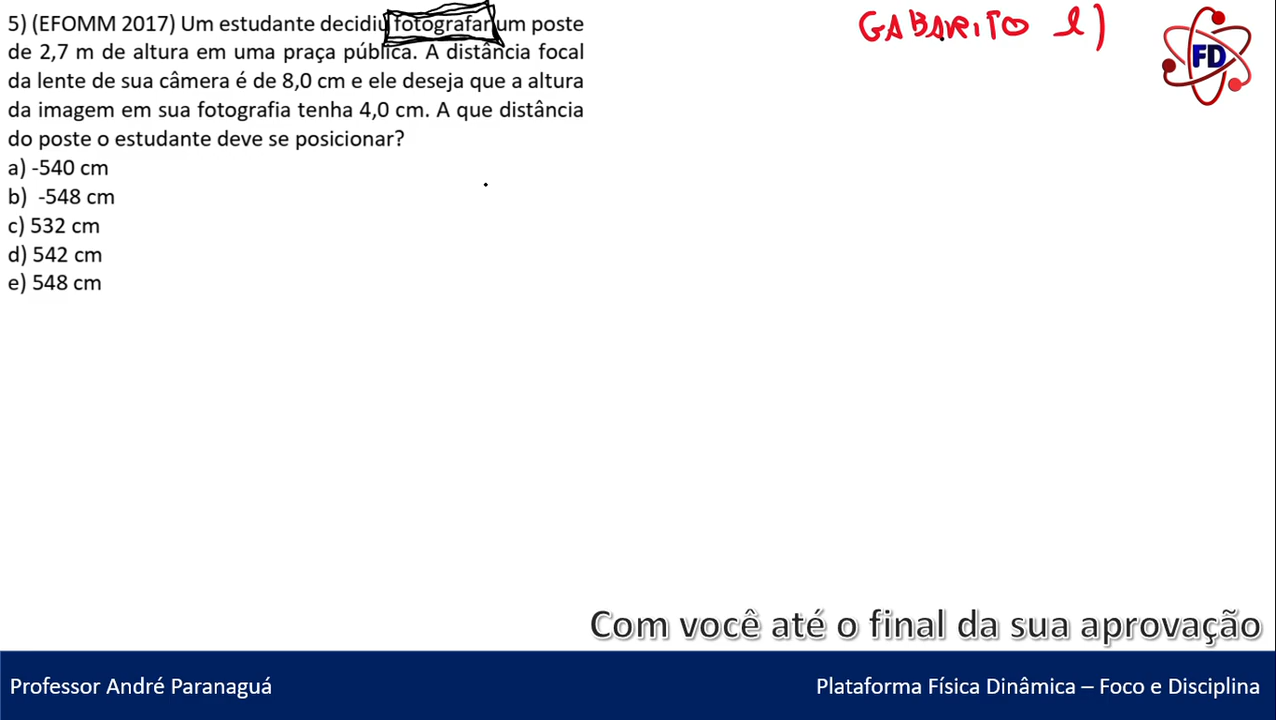 5) (EFOMM 2017) Um estudante decidiu fotografar um poste
de 2,7 m de altura em uma praça pública. A distância focal
da lente de sua câmera é de 8,0 cm e ele deseja que a altura
da imagem em sua fotografia tenha 4,0 cm. A que distância
do poste o estudante deve se posicionar?
a) -540 cm
b) -548 cm
c) 532 cm
d) 542 cm
e) 548 cm
GABARITO e)
FD
Com você até o final da sua aprovação
Professor André Paranaguá
Plataforma Física Dinâmica – Foco e Disciplina